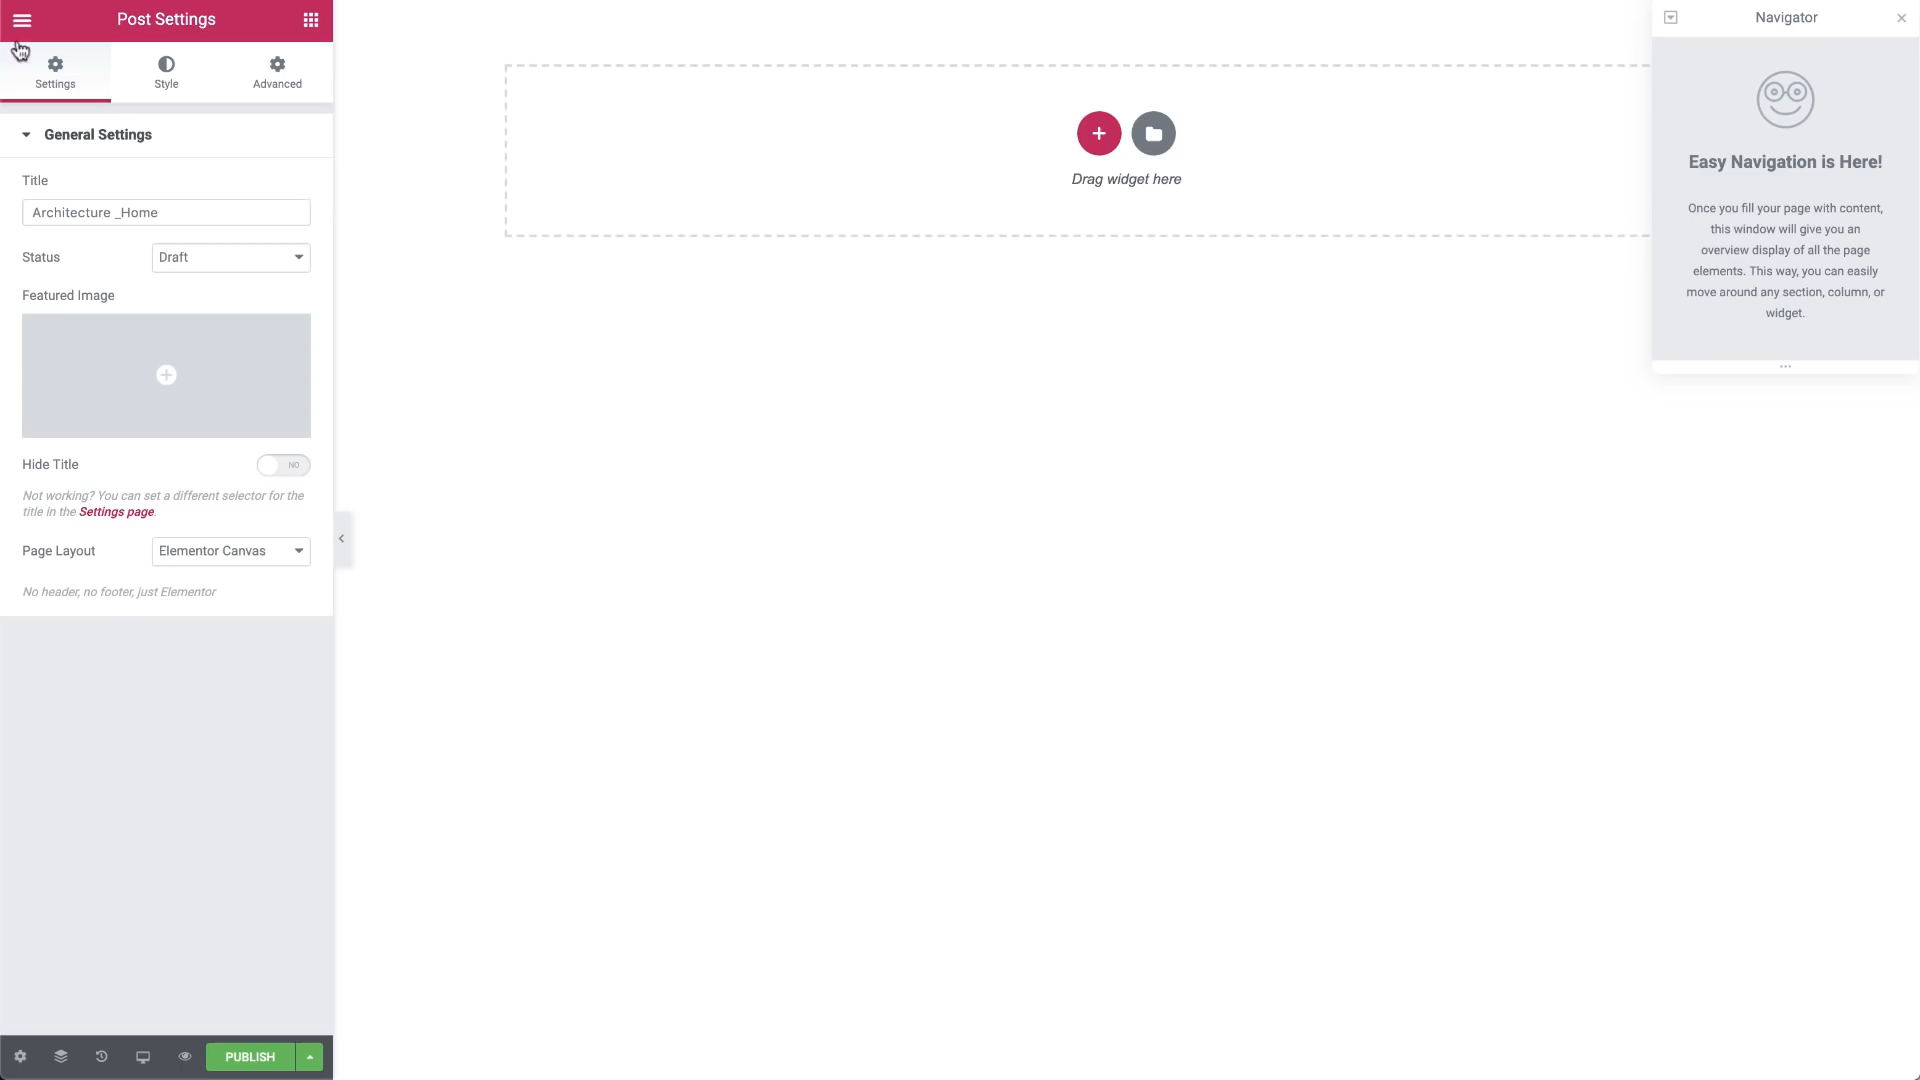 Post Settings
Settings
Style
Advanced
General Settings
Title
Architecture _Home
Status
Draft
Featured Image
Hide Title
NO
Not working? You can set a different selector for the
title in the Settings page.
Page Layout
Elementor Canvas
No header, no footer, just Elementor
PUBLISH
Drag widget here
Navigator
Easy Navigation is Here!
Once you fill your page with content,
this window will give you an
overview display of all the page
elements. This way, you can easily
move around any section, column, or
widget.